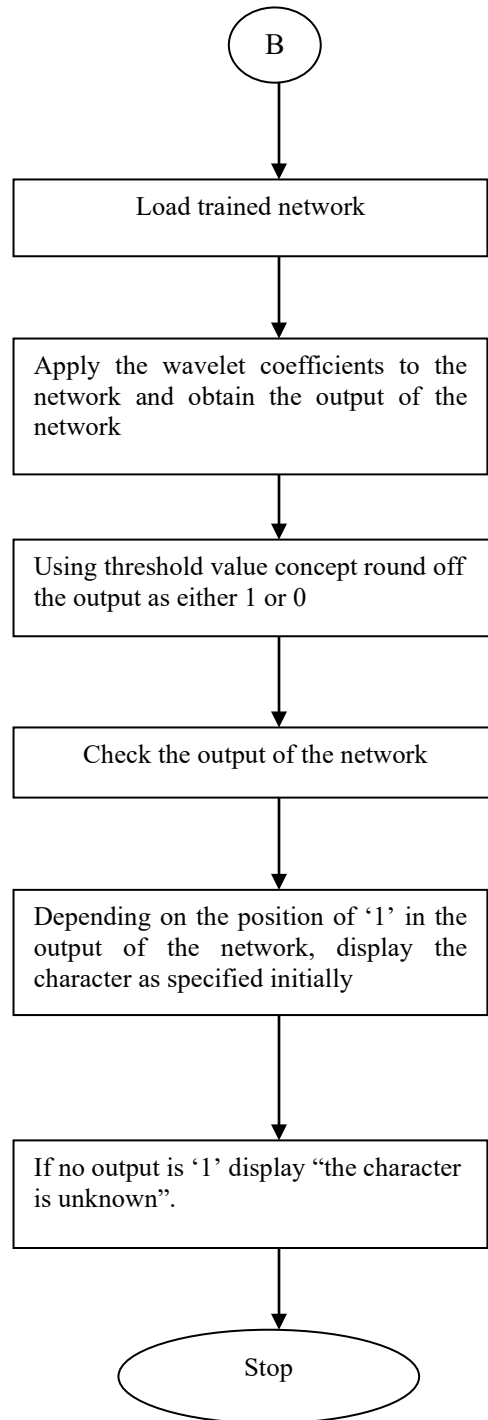 B
Load trained network
Apply the wavelet coefficients to the
network and obtain the output of the
network
Using threshold value concept round off
the output as either 1 or 0
Check the output of the network
Depending on the position of ‘1’ in the
output of the network, display the
character as specified initially
If no output is ‘1’ display “the character
is unknown”.
Stop